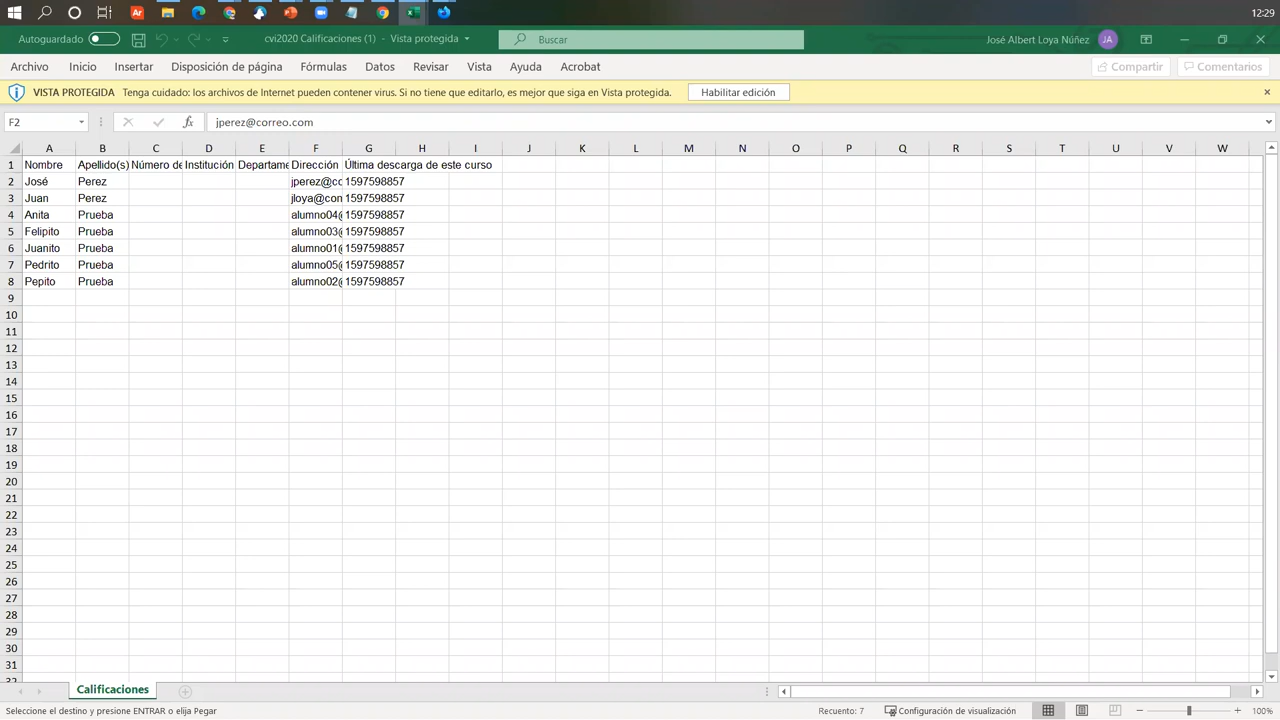 12:29
Autoguardado cvi2020 Calificaciones (1) - Vista protegida Buscar José Albert Loya Núñez JA
Archivo Inicio Insertar Disposición de página Fórmulas Datos Revisar Vista Ayuda Acrobat Compartir Comentarios
VISTA PROTEGIDA Tenga cuidado: los archivos de Internet pueden contener virus. Si no tiene que editarlo, es mejor que siga en Vista protegida. Habilitar edición
F2 fx jperez@correo.com
A B C D E F G H I J K L M N O P Q R S T U V W
1 Nombre Apellido(s) Número de Institución Departame Dirección Última descarga de este curso
2 José Perez jperez@co 1597598857
3 Juan Perez jloya@con 1597598857
4 Anita Prueba alumno04@ 1597598857
5 Felipito Prueba alumno03@ 1597598857
6 Juanito Prueba alumno01@ 1597598857
7 Pedrito Prueba alumno05@ 1597598857
8 Pepito Prueba alumno02@ 1597598857
9
10
11
12
13
14
15
16
17
18
19
20
21
22
23
24
25
26
27
28
29
30
31
Calificaciones
Seleccione el destino y presione ENTRAR o elija Pegar Recuento: 7 Configuración de visualización 100%